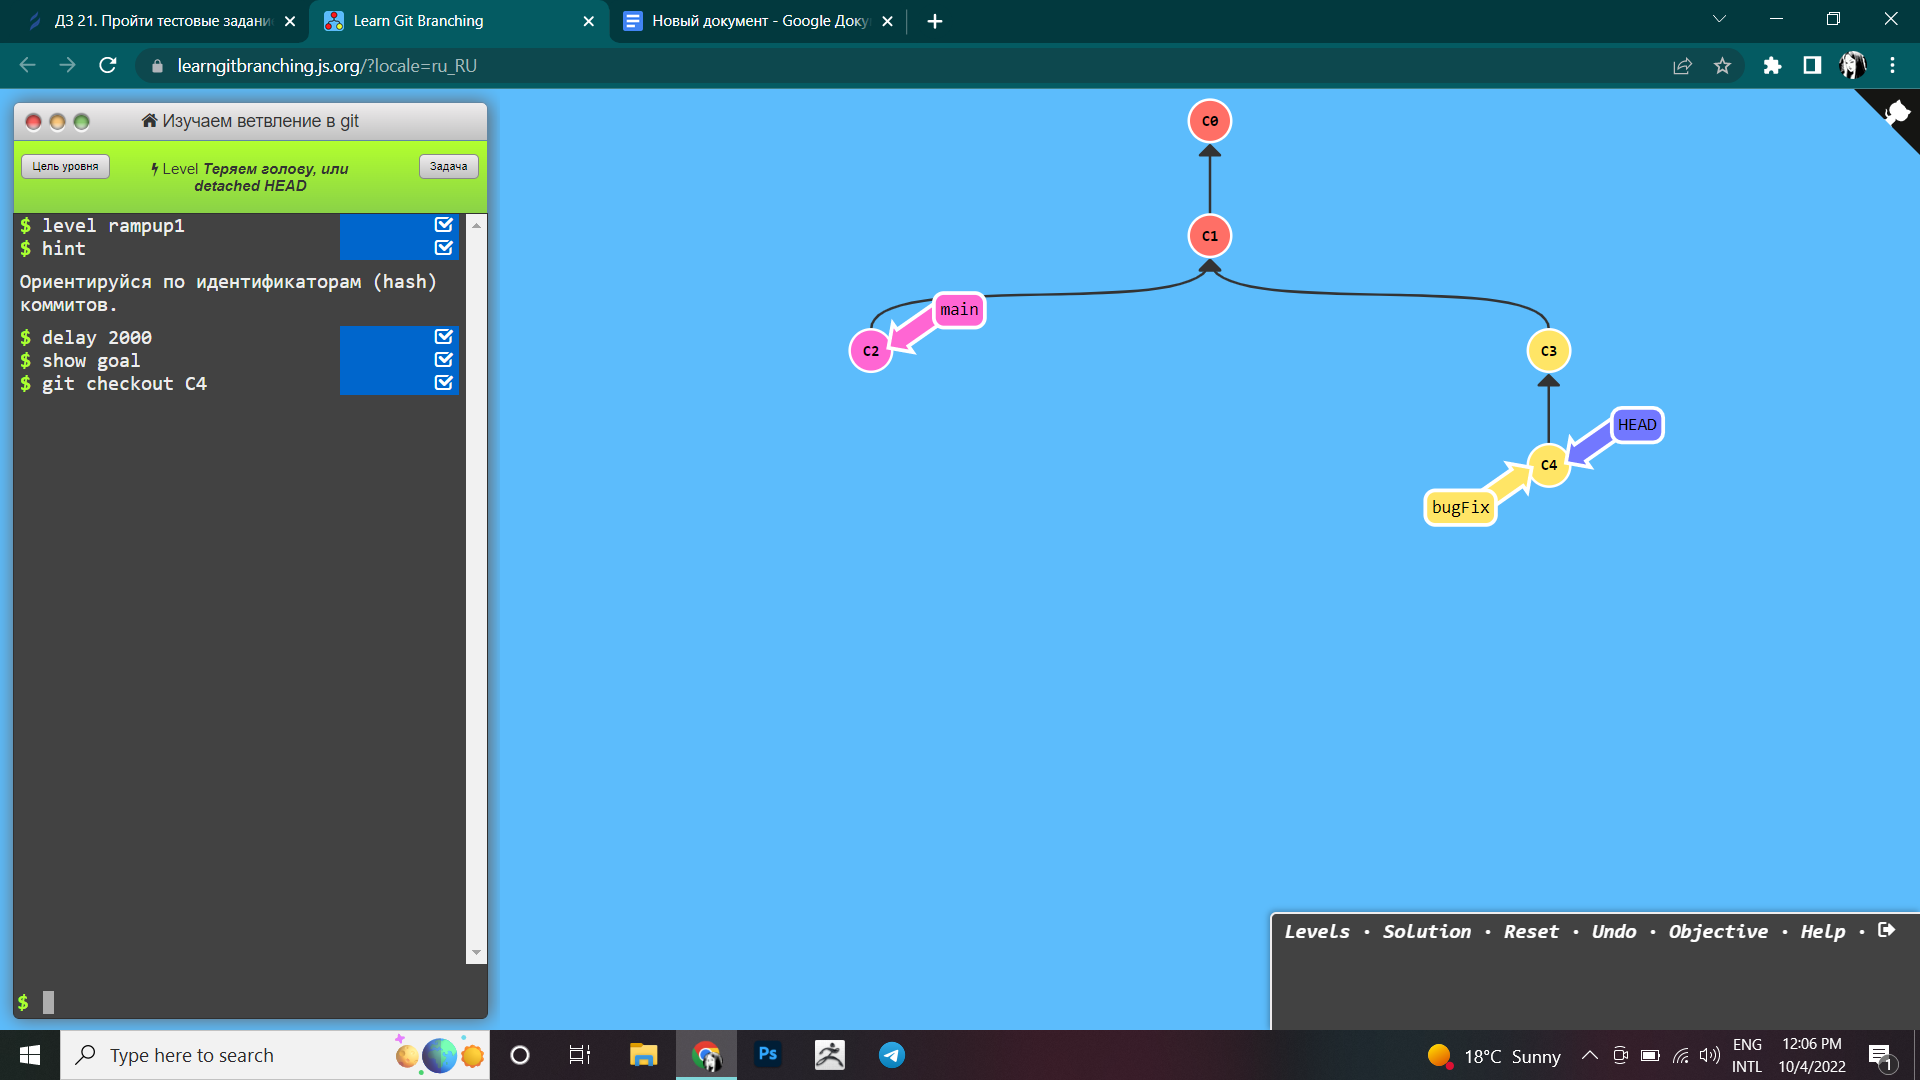 ДЗ 21. Пройти тестовые задани
Learn Git Branching
Новый документ - Google Доку
learngitbranching.js.org/?locale=ru_RU
Изучаем ветвление в git
Цель уровня
Level Теряем голову, или
detached HEAD
Задача
$ level rampup1
$ hint
Ориентируйся по идентификаторам (hash)
коммитов.
$ delay 2000
$ show goal
$ git checkout C4
$
C0
C1
main
C2
C3
HEAD
C4
bugFix
Levels • Solution • Reset • Undo • Objective • Help •
Type here to search
Ps
18°C Sunny
ENG
INTL
12:06 PM
10/4/2022
1